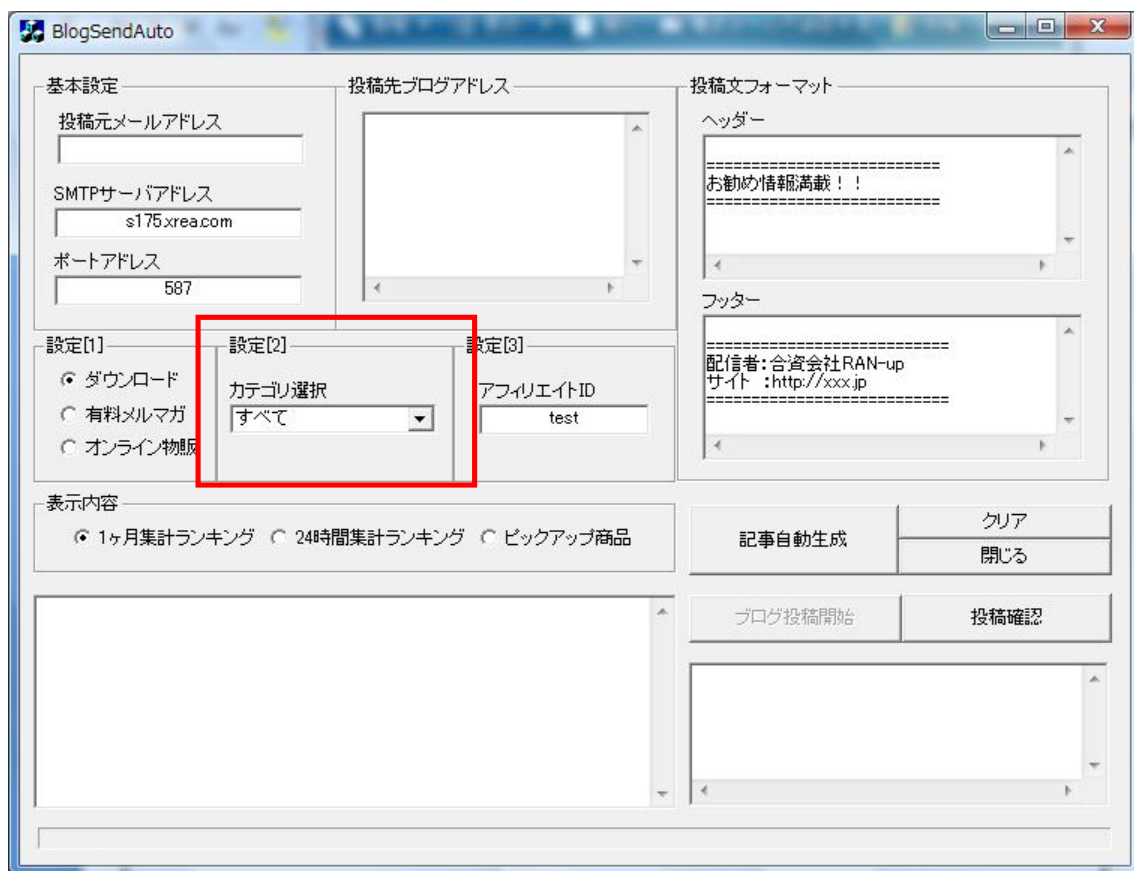 BlogSendAuto
基本設定
投稿元メールアドレス
SMTPサーバアドレス
s175.xrea.com
ポートアドレス
587
投稿先ブログアドレス
投稿文フォーマット
ヘッダー
==========================
お勧め情報満載！！
==========================
フッター
===========================
配信者:合資会社RAN-up
サイト :http://xxx.jp
===========================
設定[1]
ダウンロード
有料メルマガ
オンライン物販
設定[2]
カテゴリ選択
すべて
設定[3]
アフィリエイトID
test
表示内容
1ヶ月集計ランキング 24時間集計ランキング ピックアップ商品
記事自動生成
クリア
閉じる
ブログ投稿開始
投稿確認